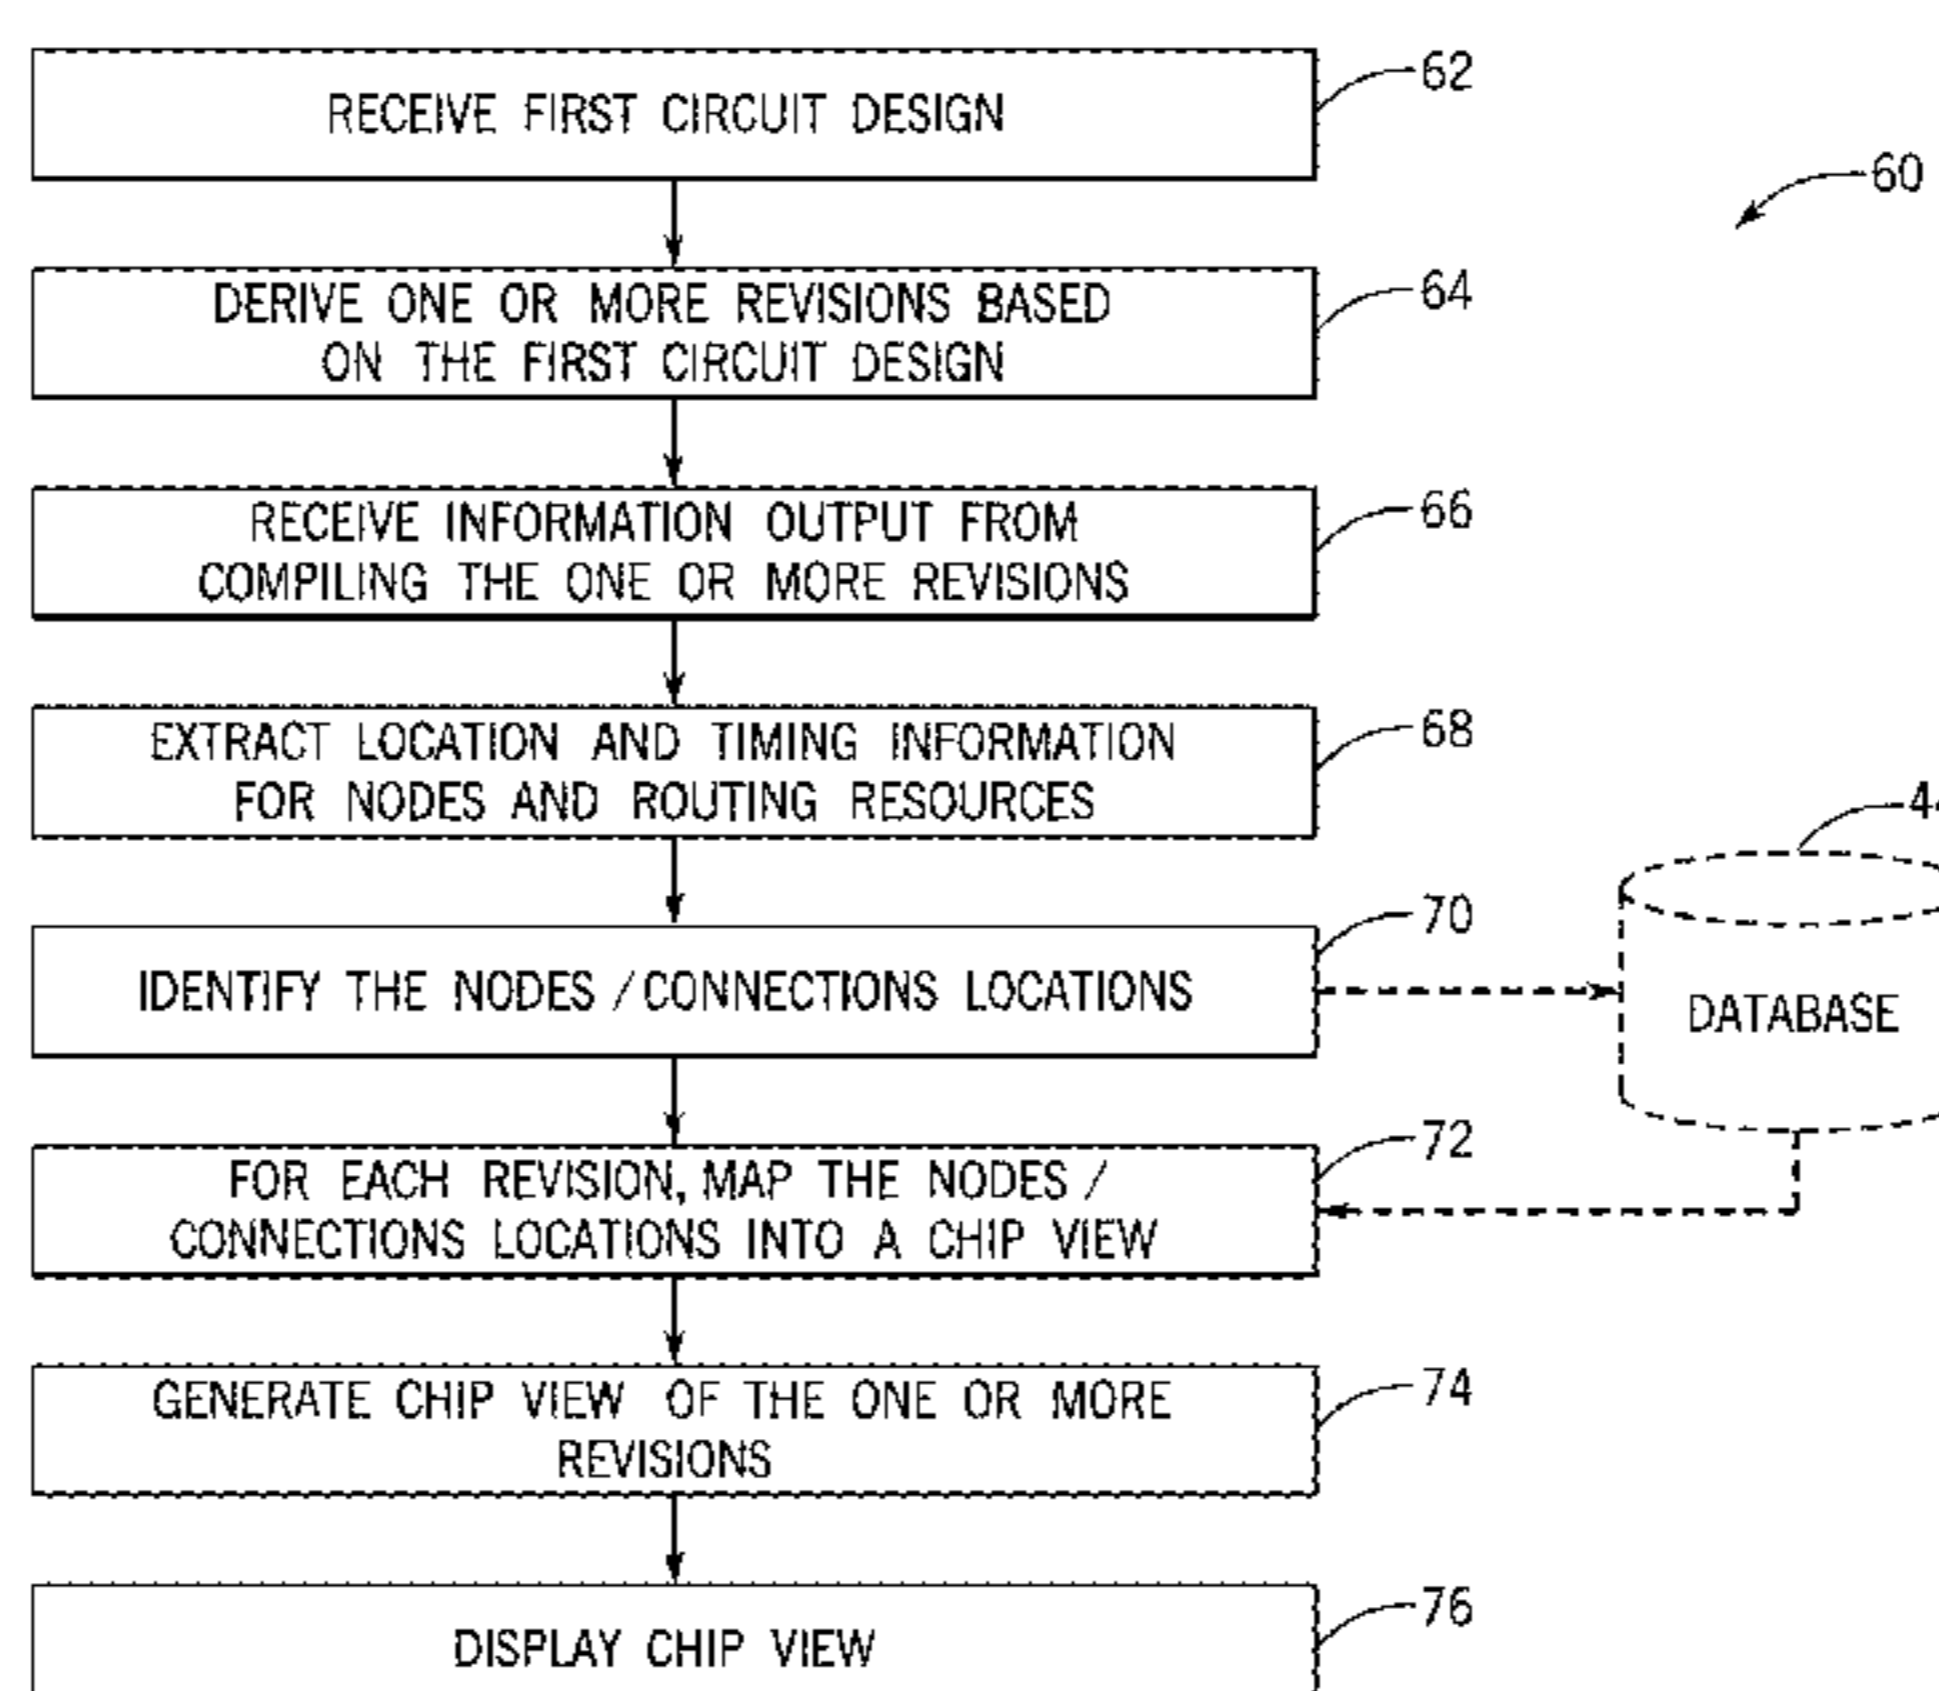 RECEIVE FIRST CIRCUIT DESIGN
62
60
DERIVE ONE OR MORE REVISIONS BASED
ON THE FIRST CIRCUIT DESIGN
64
RECEIVE INFORMATION OUTPUT FROM
COMPILING THE ONE OR MORE REVISIONS
66
EXTRACT LOCATION AND TIMING INFORMATION
FOR NODES AND ROUTING RESOURCES
68
44
IDENTIFY THE NODES / CONNECTIONS LOCATIONS
70
DATABASE
FOR EACH REVISION, MAP THE NODES /
CONNECTIONS LOCATIONS INTO A CHIP VIEW
72
GENERATE CHIP VIEW OF THE ONE OR MORE
REVISIONS
74
DISPLAY CHIP VIEW
76